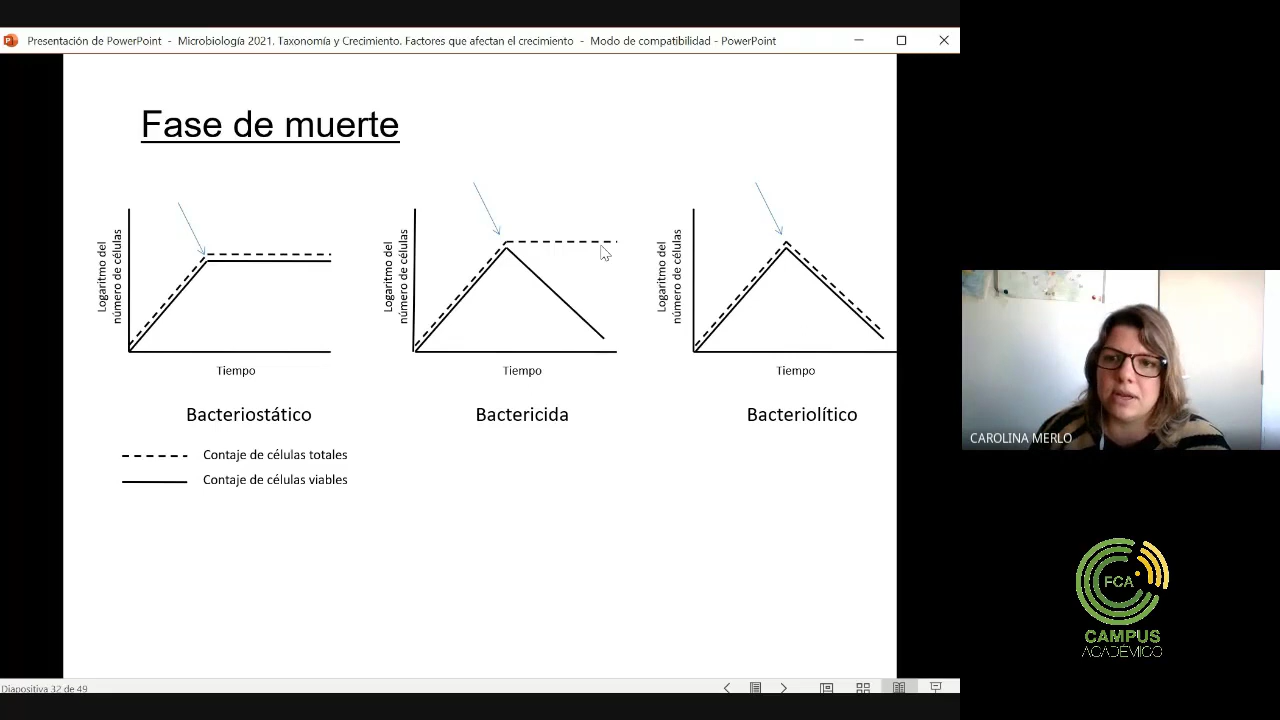 Presentación de PowerPoint - Microbiología 2021. Taxonomía y Crecimiento. Factores que afectan el crecimiento - Modo de compatibilidad - PowerPoint
Fase de muerte
Logaritmo del
número de células
Tiempo
Bacteriostático
Logaritmo del
número de células
Tiempo
Bactericida
Logaritmo del
número de células
Tiempo
Bacteriolítico
Contaje de células totales
Contaje de células viables
Diapositiva 32 de 49
CAROLINA MERLO
FCA
CAMPUS
ACADÉMICO